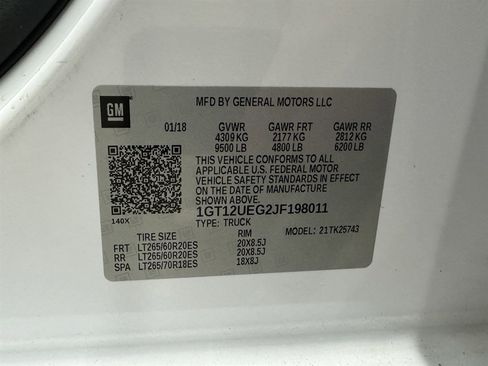 GM
MFD BY GENERAL MOTORS LLC
01/18 GVWR GAWR FRT GAWR RR
4309 KG 2177 KG 2812 KG
9500 LB 4800 LB 6200 LB
THIS VEHICLE CONFORMS TO ALL
APPLICABLE U.S. FEDERAL MOTOR
VEHICLE SAFETY STANDARDS IN EFFECT
ON THE DATE OF MANUFACTURE
SHOWN ABOVE.
140X 1GT12UEG2JF198011
TYPE: TRUCK MODEL: 21TK25743
TIRE SIZE RIM
FRT LT265/60R20ES 20X8.5J
RR LT265/60R20ES 20X8.5J
SPA LT265/70R18ES 18X8J